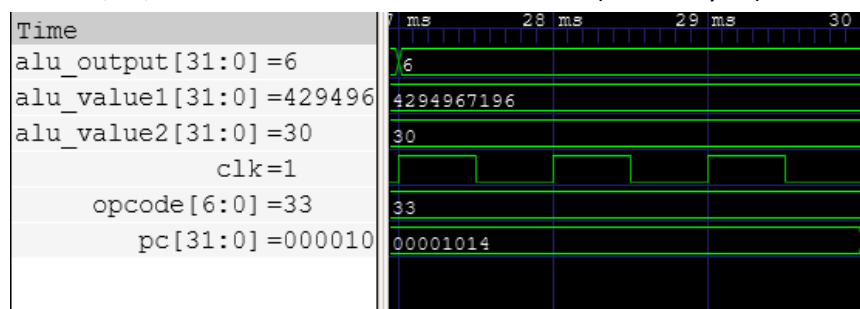 Time
ms 28 ms 29 ms 30
alu_output[31:0]=6 6
alu_value1[31:0]=429496 4294967196
alu_value2[31:0]=30 30
clk=1
opcode[6:0]=33 33
pc[31:0]=000010 00001014